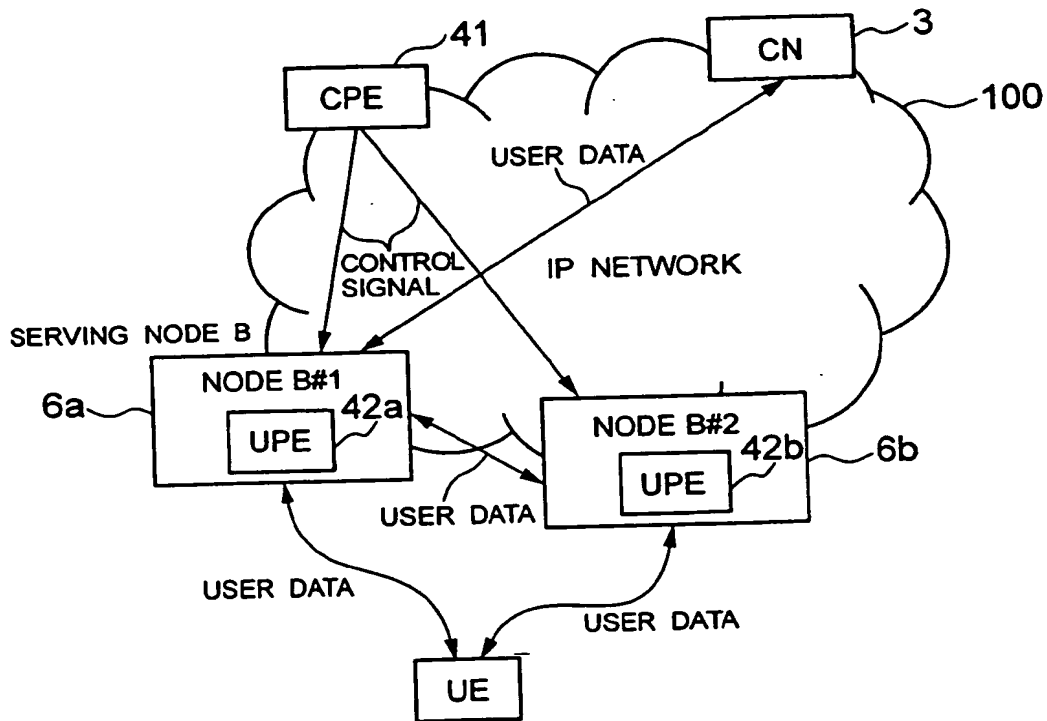 41
CPE
CN
3
100
USER DATA
CONTROL
SIGNAL
IP NETWORK
SERVING NODE B
NODE B#1
6a
42a
UPE
NODE B#2
42b
6b
UPE
USER DATA
USER DATA
USER DATA
UE